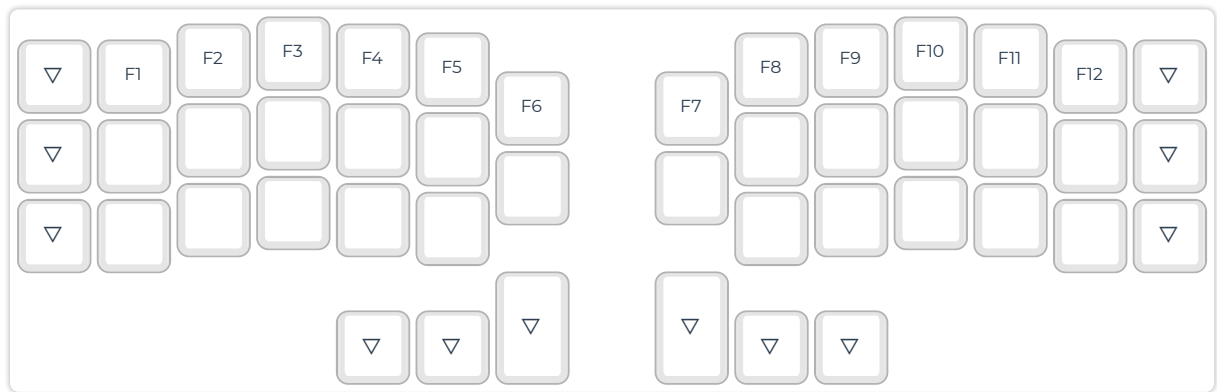 ▽ F1 F2 F3 F4 F5 F6 F7 F8 F9 F10 F11 F12 ▽
▽ ▽
▽ ▽
▽ ▽ ▽ ▽ ▽ ▽